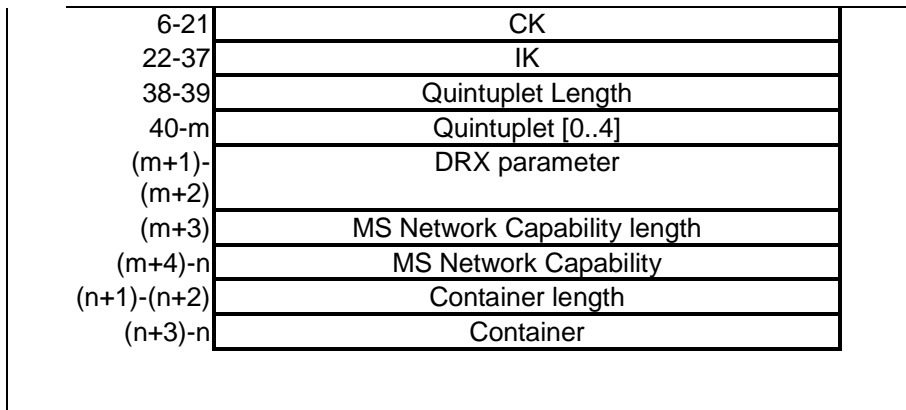 6-21 CK
22-37 IK
38-39 Quintuplet Length
40-m Quintuplet [0..4]
(m+1)- DRX parameter
(m+2)
(m+3) MS Network Capability length
(m+4)-n MS Network Capability
(n+1)-(n+2) Container length
(n+3)-n Container